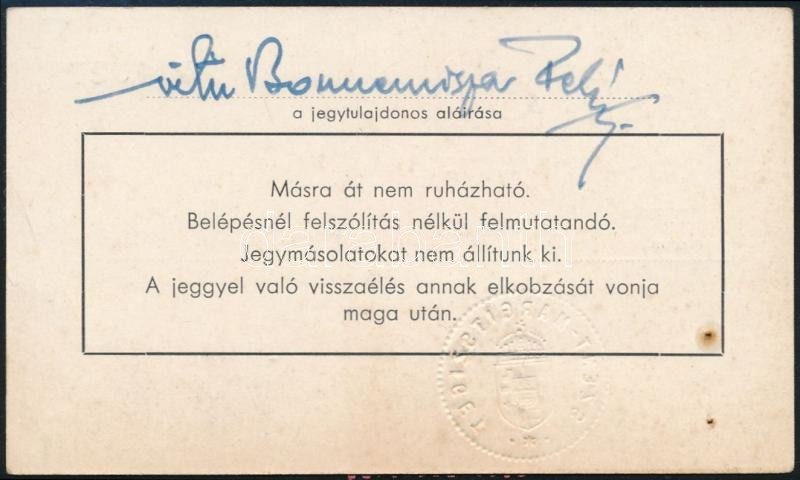 vitéz Bornemisza Félix
a jegytulajdonos aláírása
Másra át nem ruházható.
Belépésnél felszólítás nélkül felmutatandó.
darabanth
Jegymásolatokat nem állítunk ki.
A jeggyel való visszaélés annak elkobzását vonja
maga után.